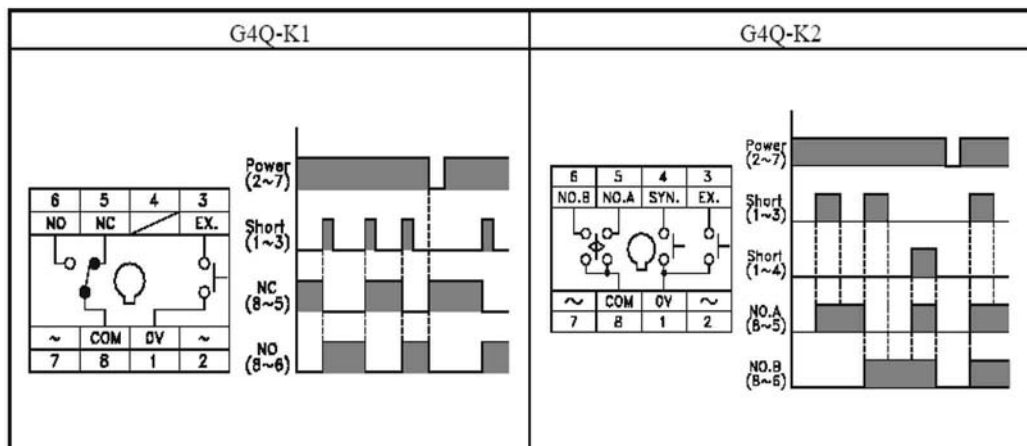 G4Q-K1
G4Q-K2
6 5 4 3
NO NC EX.
~ COM 0V ~
7 8 1 2
Power
(2~7)
Short
(1~3)
NC
(8~5)
NO
(8~6)
6 5 4 3
NO.B NO.A SYN. EX.
~ COM 0V ~
7 8 1 2
Power
(2~7)
Short
(1~3)
Short
(1~4)
NO.A
(8~5)
NO.B
(8~6)